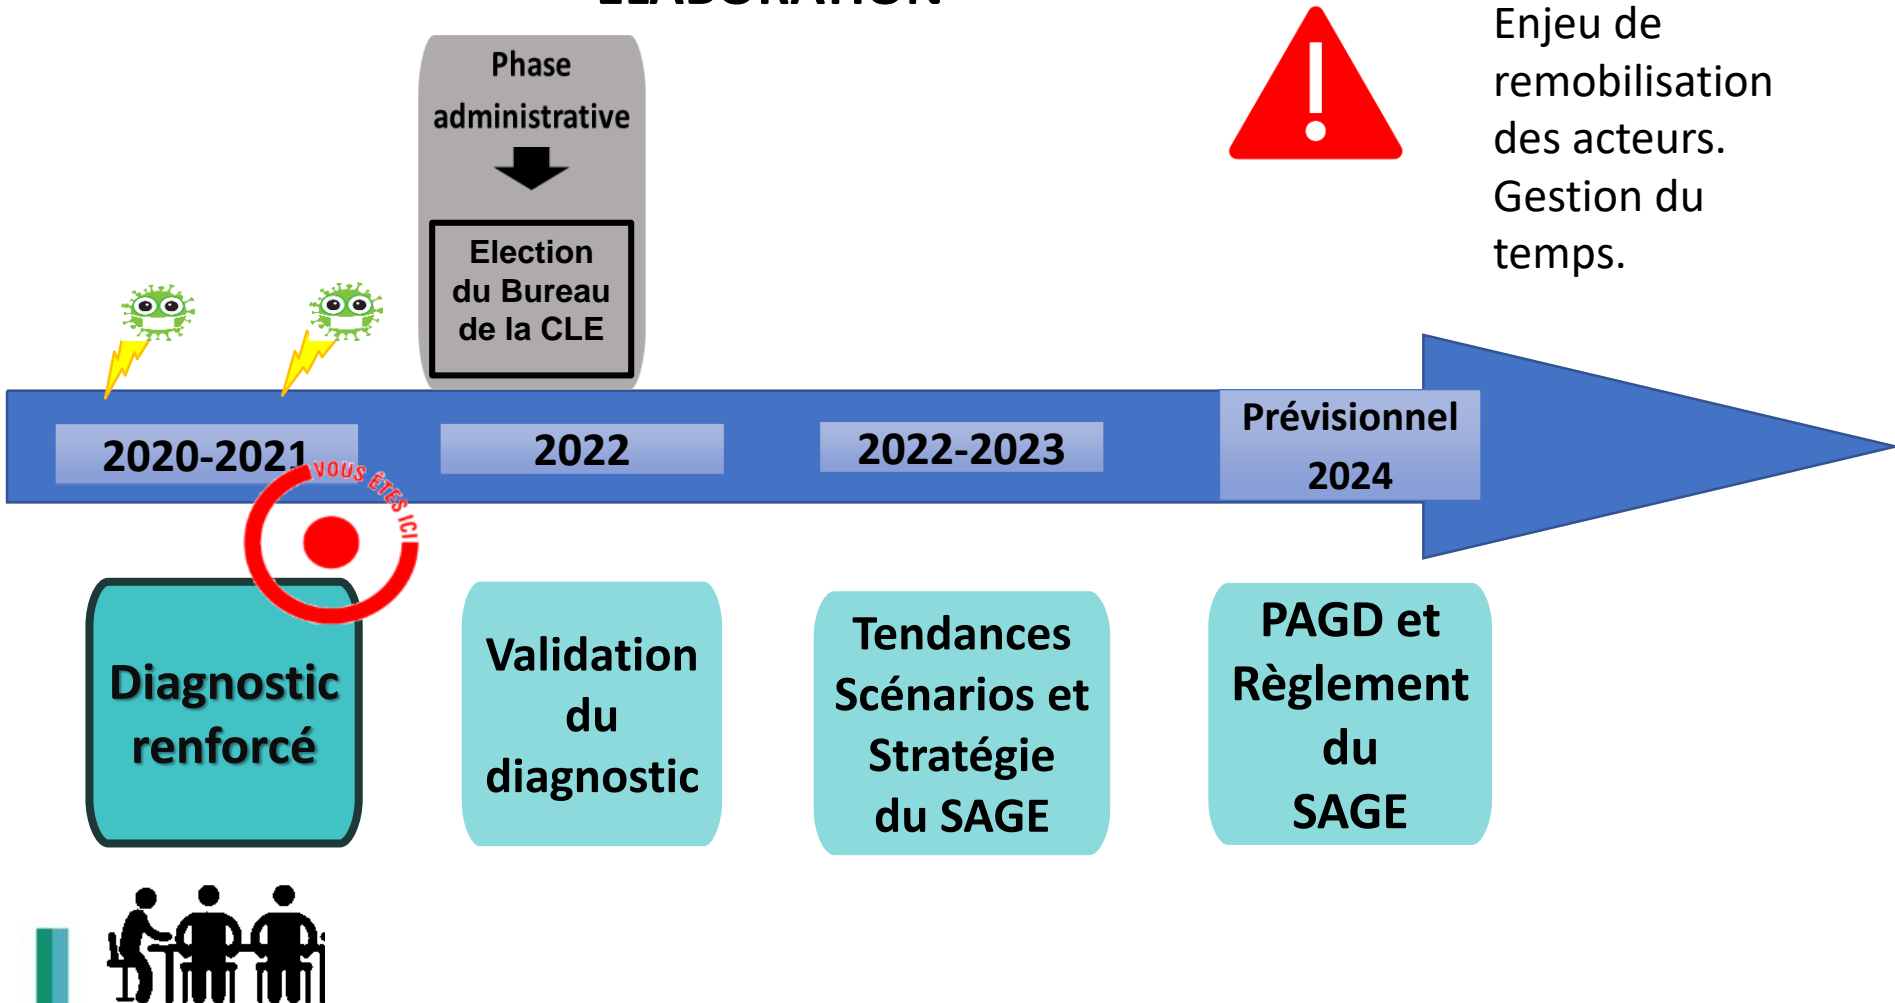 ELABORATION
Enjeu de
remobilisation
des acteurs.
Gestion du
temps.
Phase
administrative
Election
du Bureau
de la CLE
2020-2021
2022
2022-2023
Prévisionnel
2024
VOUS ÊTES ICI
Diagnostic
renforcé
Validation
du
diagnostic
Tendances
Scénarios et
Stratégie
du SAGE
PAGD et
Règlement
du
SAGE